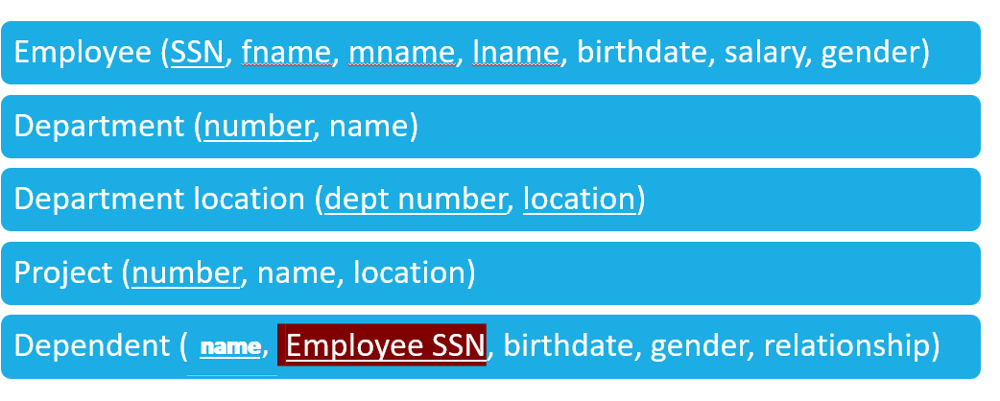 Employee (SSN, fname, mname, lname, birthdate, salary, gender)
Department (number, name)
Department location (dept number, location)
Project (number, name, location)
Dependent ( name, Employee SSN, birthdate, gender, relationship)